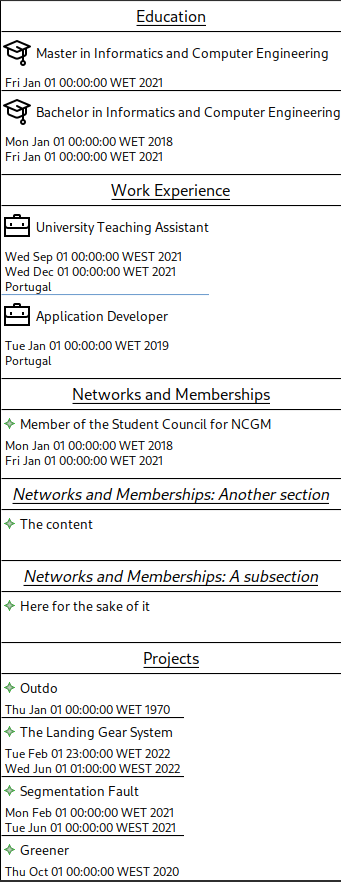 Education
Master in Informatics and Computer Engineering
Fri Jan 01 00:00:00 WET 2021
Bachelor in Informatics and Computer Engineering
Mon Jan 01 00:00:00 WET 2018
Fri Jan 01 00:00:00 WET 2021
Work Experience
University Teaching Assistant
Wed Sep 01 00:00:00 WEST 2021
Wed Dec 01 00:00:00 WET 2021
Portugal
Application Developer
Tue Jan 01 00:00:00 WET 2019
Portugal
Networks and Memberships
Member of the Student Council for NCGM
Mon Jan 01 00:00:00 WET 2018
Fri Jan 01 00:00:00 WET 2021
Networks and Memberships: Another section
The content
Networks and Memberships: A subsection
Here for the sake of it
Projects
Outdo
Thu Jan 01 00:00:00 WET 1970
The Landing Gear System
Tue Feb 01 23:00:00 WET 2022
Wed Jun 01 01:00:00 WEST 2022
Segmentation Fault
Mon Feb 01 00:00:00 WET 2021
Tue Jun 01 00:00:00 WEST 2021
Greener
Thu Oct 01 00:00:00 WEST 2020